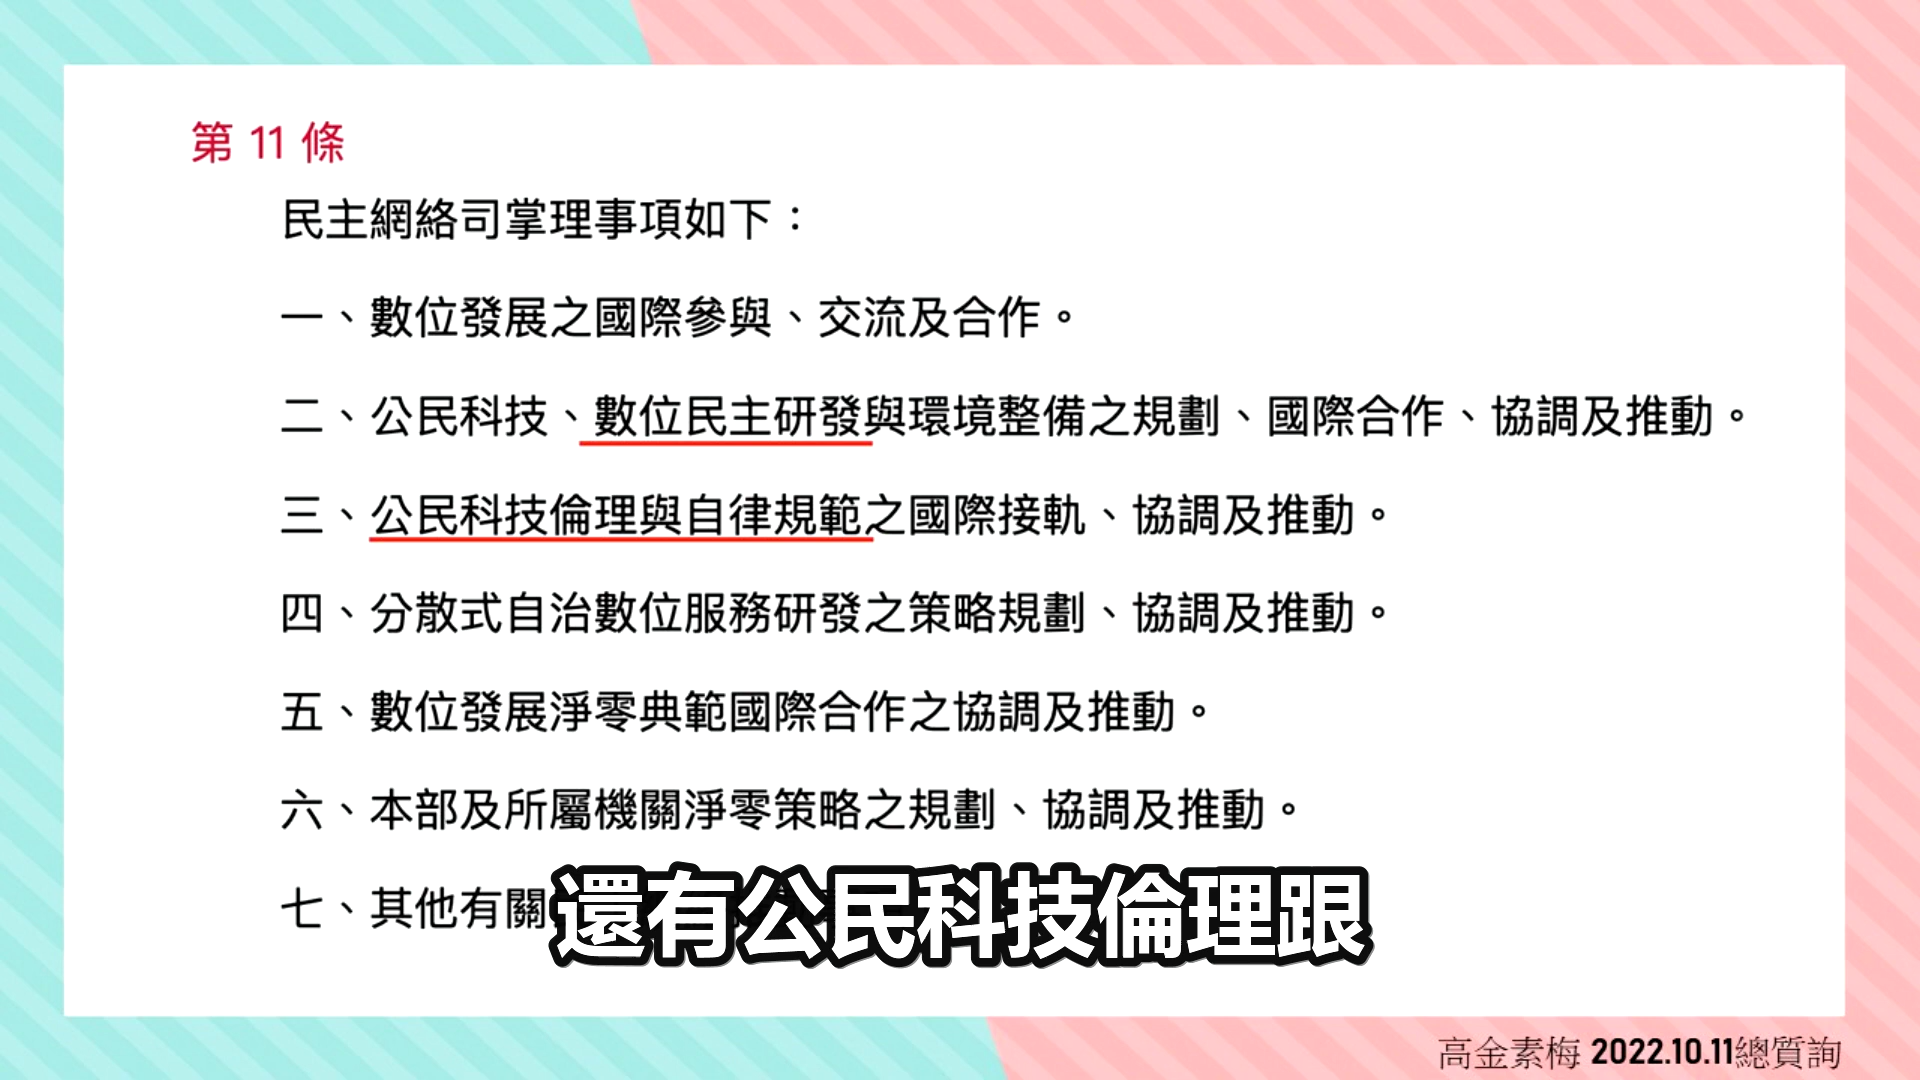 第 11 條
民主網絡司掌理事項如下：
一、數位發展之國際參與、交流及合作。
二、公民科技、數位民主研發與環境整備之規劃、國際合作、協調及推動。
三、公民科技倫理與自律規範之國際接軌、協調及推動。
四、分散式自治數位服務研發之策略規劃、協調及推動。
五、數位發展淨零典範國際合作之協調及推動。
六、本部及所屬機關淨零策略之規劃、協調及推動。
七、其他有關
還有公民科技倫理跟
高金素梅 2022.10.11總質詢